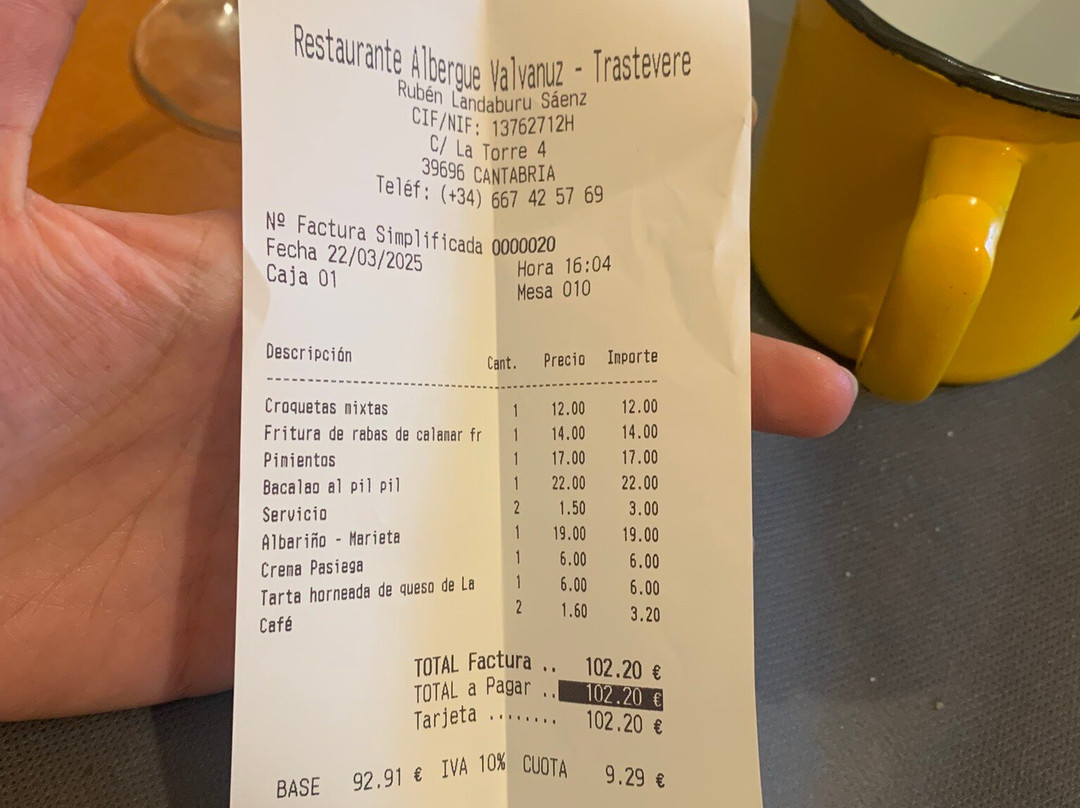 Restaurante Albergue Valvanuz - Trastevere
Rubén Landaburu Sáenz
CIF/NIF: 13762712H
C/ La Torre 4
39696 CANTABRIA
Teléf: (+34) 667 42 57 69
Nº Factura Simplificada 0000020
Fecha 22/03/2025 Hora 16:04
Caja 01 Mesa 010
Descripción Cant. Precio Importe
Croquetas mixtas 1 12.00 12.00
Fritura de rabas de calamar fr 1 14.00 14.00
Pimientos 1 17.00 17.00
Bacalao al pil pil 1 22.00 22.00
Servicio 2 1.50 3.00
Albariño - Marieta 1 19.00 19.00
Crema Pasiega 1 6.00 6.00
Tarta horneada de queso de La 1 6.00 6.00
Café 2 1.60 3.20
TOTAL Factura .. 102.20 €
TOTAL a Pagar .. 102.20 €
Tarjeta ........ 102.20 €
BASE 92.91 € IVA 10% CUOTA 9.29 €